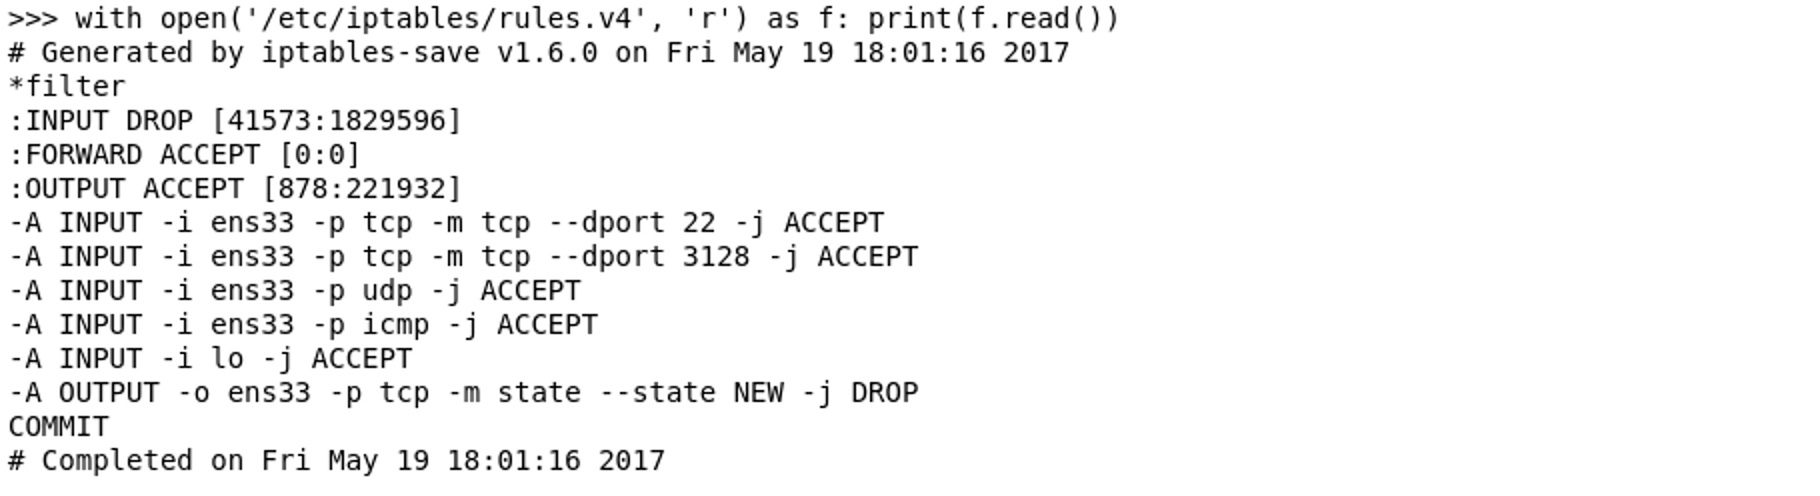 >>> with open('/etc/iptables/rules.v4', 'r') as f: print(f.read())
# Generated by iptables-save v1.6.0 on Fri May 19 18:01:16 2017
*filter
:INPUT DROP [41573:1829596]
:FORWARD ACCEPT [0:0]
:OUTPUT ACCEPT [878:221932]
-A INPUT -i ens33 -p tcp -m tcp --dport 22 -j ACCEPT
-A INPUT -i ens33 -p tcp -m tcp --dport 3128 -j ACCEPT
-A INPUT -i ens33 -p udp -j ACCEPT
-A INPUT -i ens33 -p icmp -j ACCEPT
-A INPUT -i lo -j ACCEPT
-A OUTPUT -o ens33 -p tcp -m state --state NEW -j DROP
COMMIT
# Completed on Fri May 19 18:01:16 2017